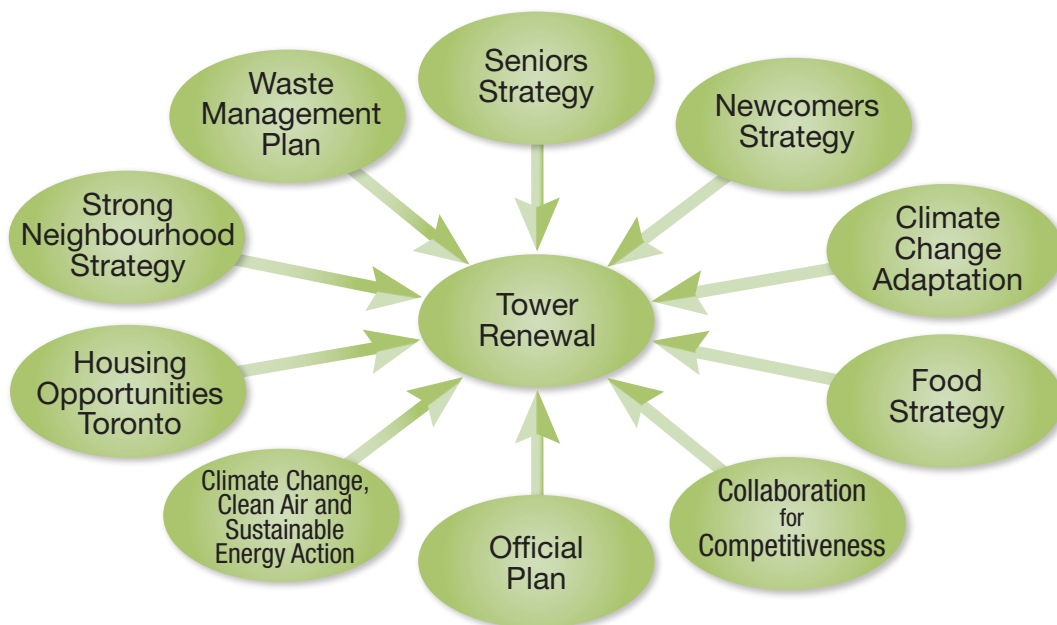 Seniors
Strategy
Waste
Management
Plan
Newcomers
Strategy
Strong
Neighbourhood
Strategy
Climate
Change
Adaptation
Tower
Renewal
Housing
Opportunities
Toronto
Food
Strategy
Climate Change,
Clean Air and
Sustainable
Energy Action
Official
Plan
Collaboration
for
Competitiveness